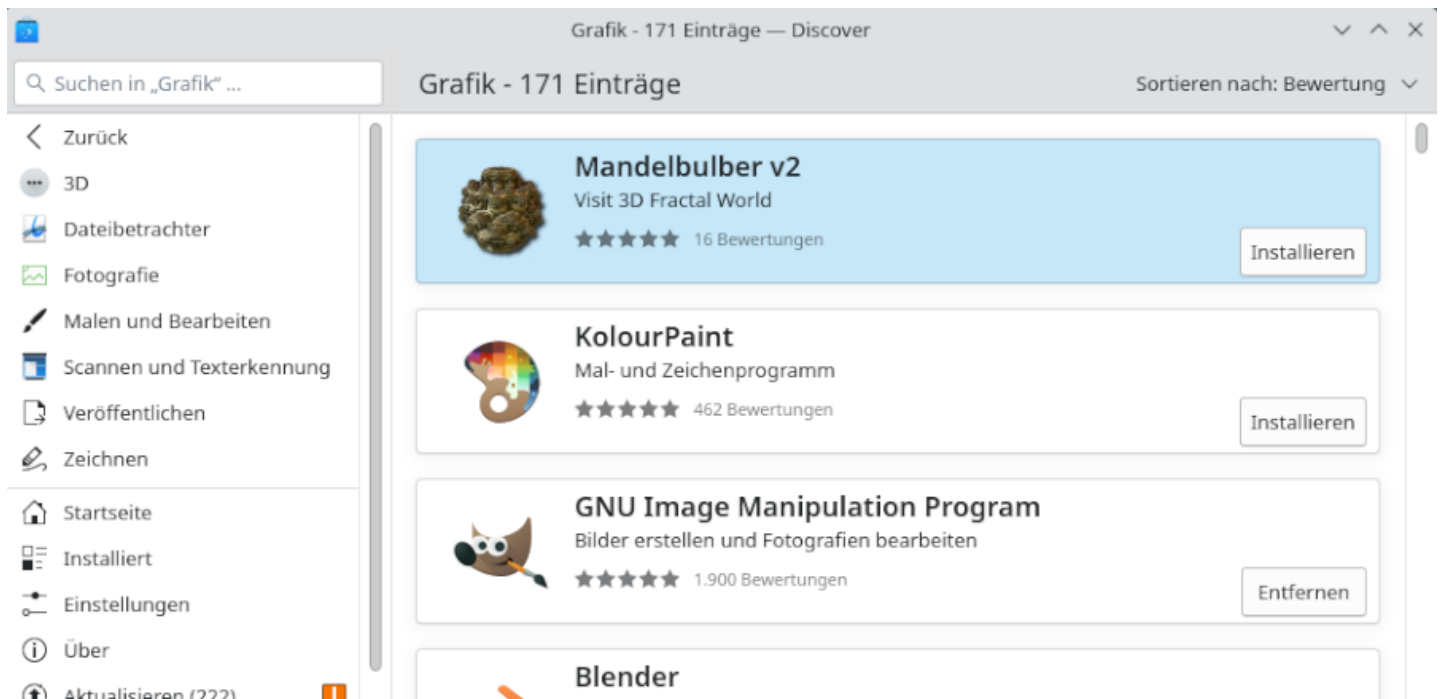 Grafik - 171 Einträge — Discover
Suchen in „Grafik“ ...
Grafik - 171 Einträge
Sortieren nach: Bewertung
Zurück
3D
Dateibetrachter
Fotografie
Malen und Bearbeiten
Scannen und Texterkennung
Veröffentlichen
Zeichnen
Startseite
Installiert
Einstellungen
Über
Aktualisieren (222)
Mandelbulber v2
Visit 3D Fractal World
16 Bewertungen
Installieren
KolourPaint
Mal- und Zeichenprogramm
462 Bewertungen
Installieren
GNU Image Manipulation Program
Bilder erstellen und Fotografien bearbeiten
1.900 Bewertungen
Entfernen
Blender